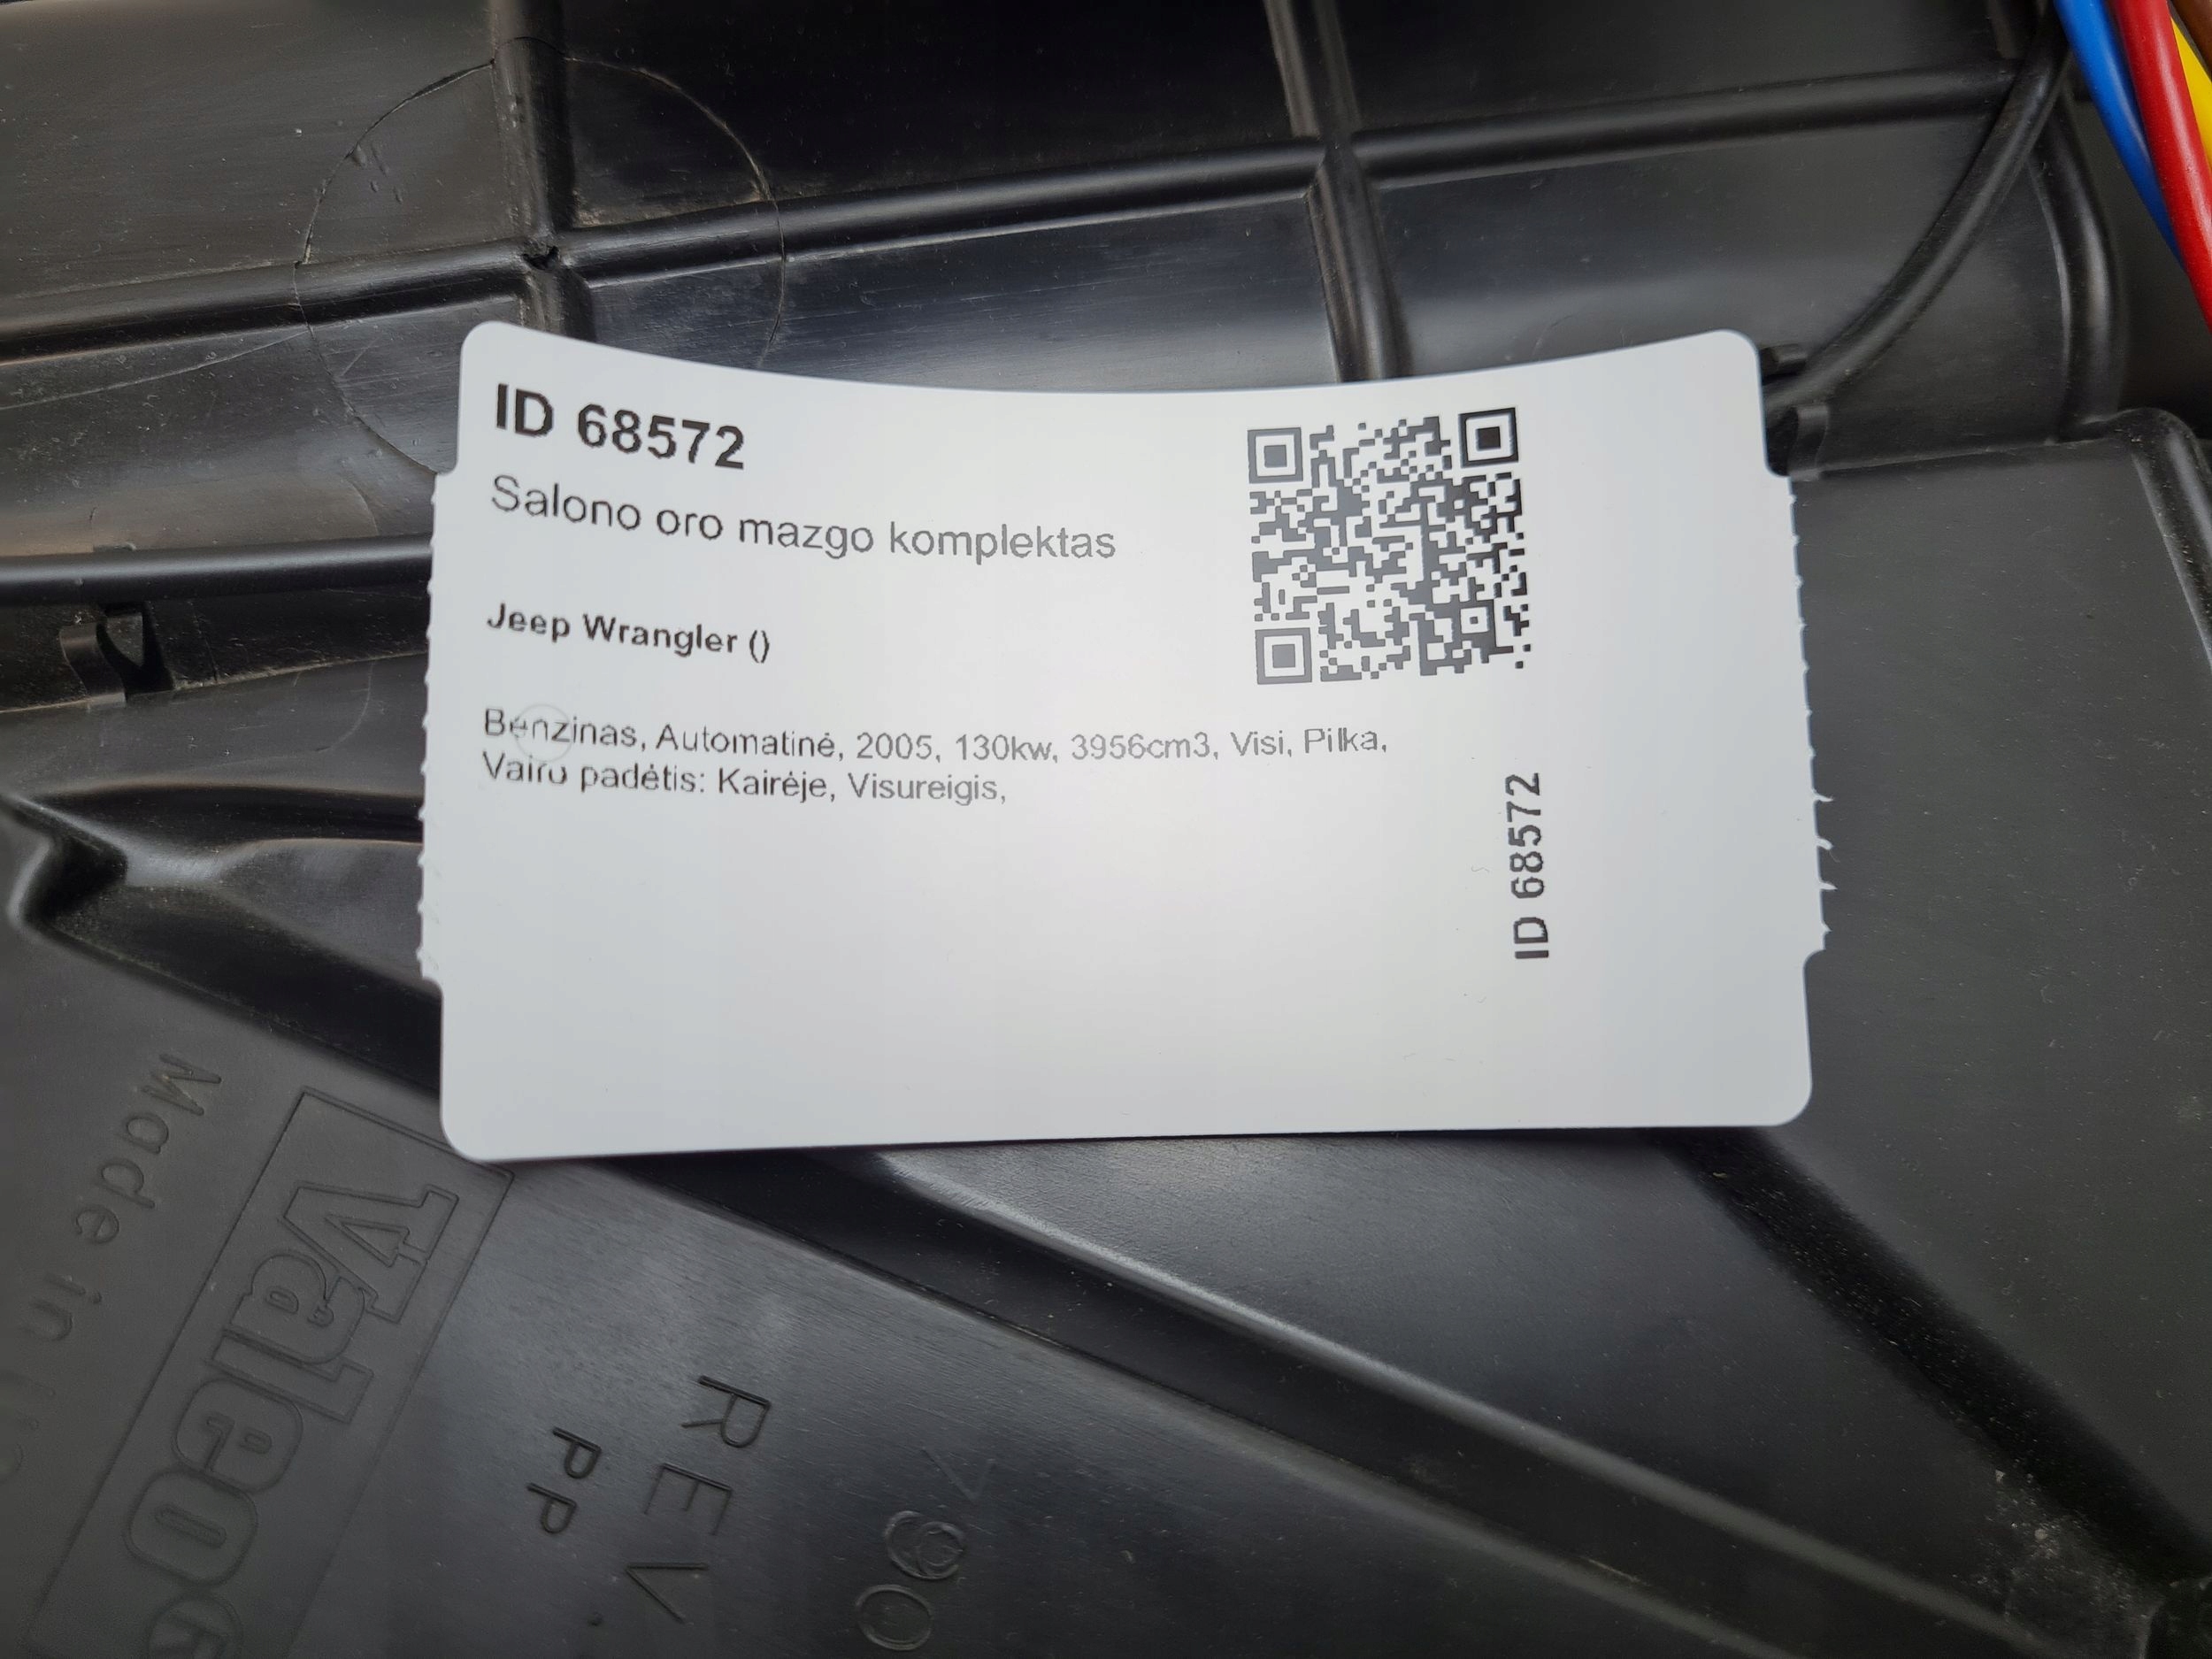 ID 68572
Salono oro mazgo komplektas
Jeep Wrangler ()
Benzinas, Automatinė, 2005, 130kw, 3956cm3, Visi, Pilka,
Vairo padėtis: Kairėje, Visureigis,
ID 68572
Made in
Valeo
REV
PP